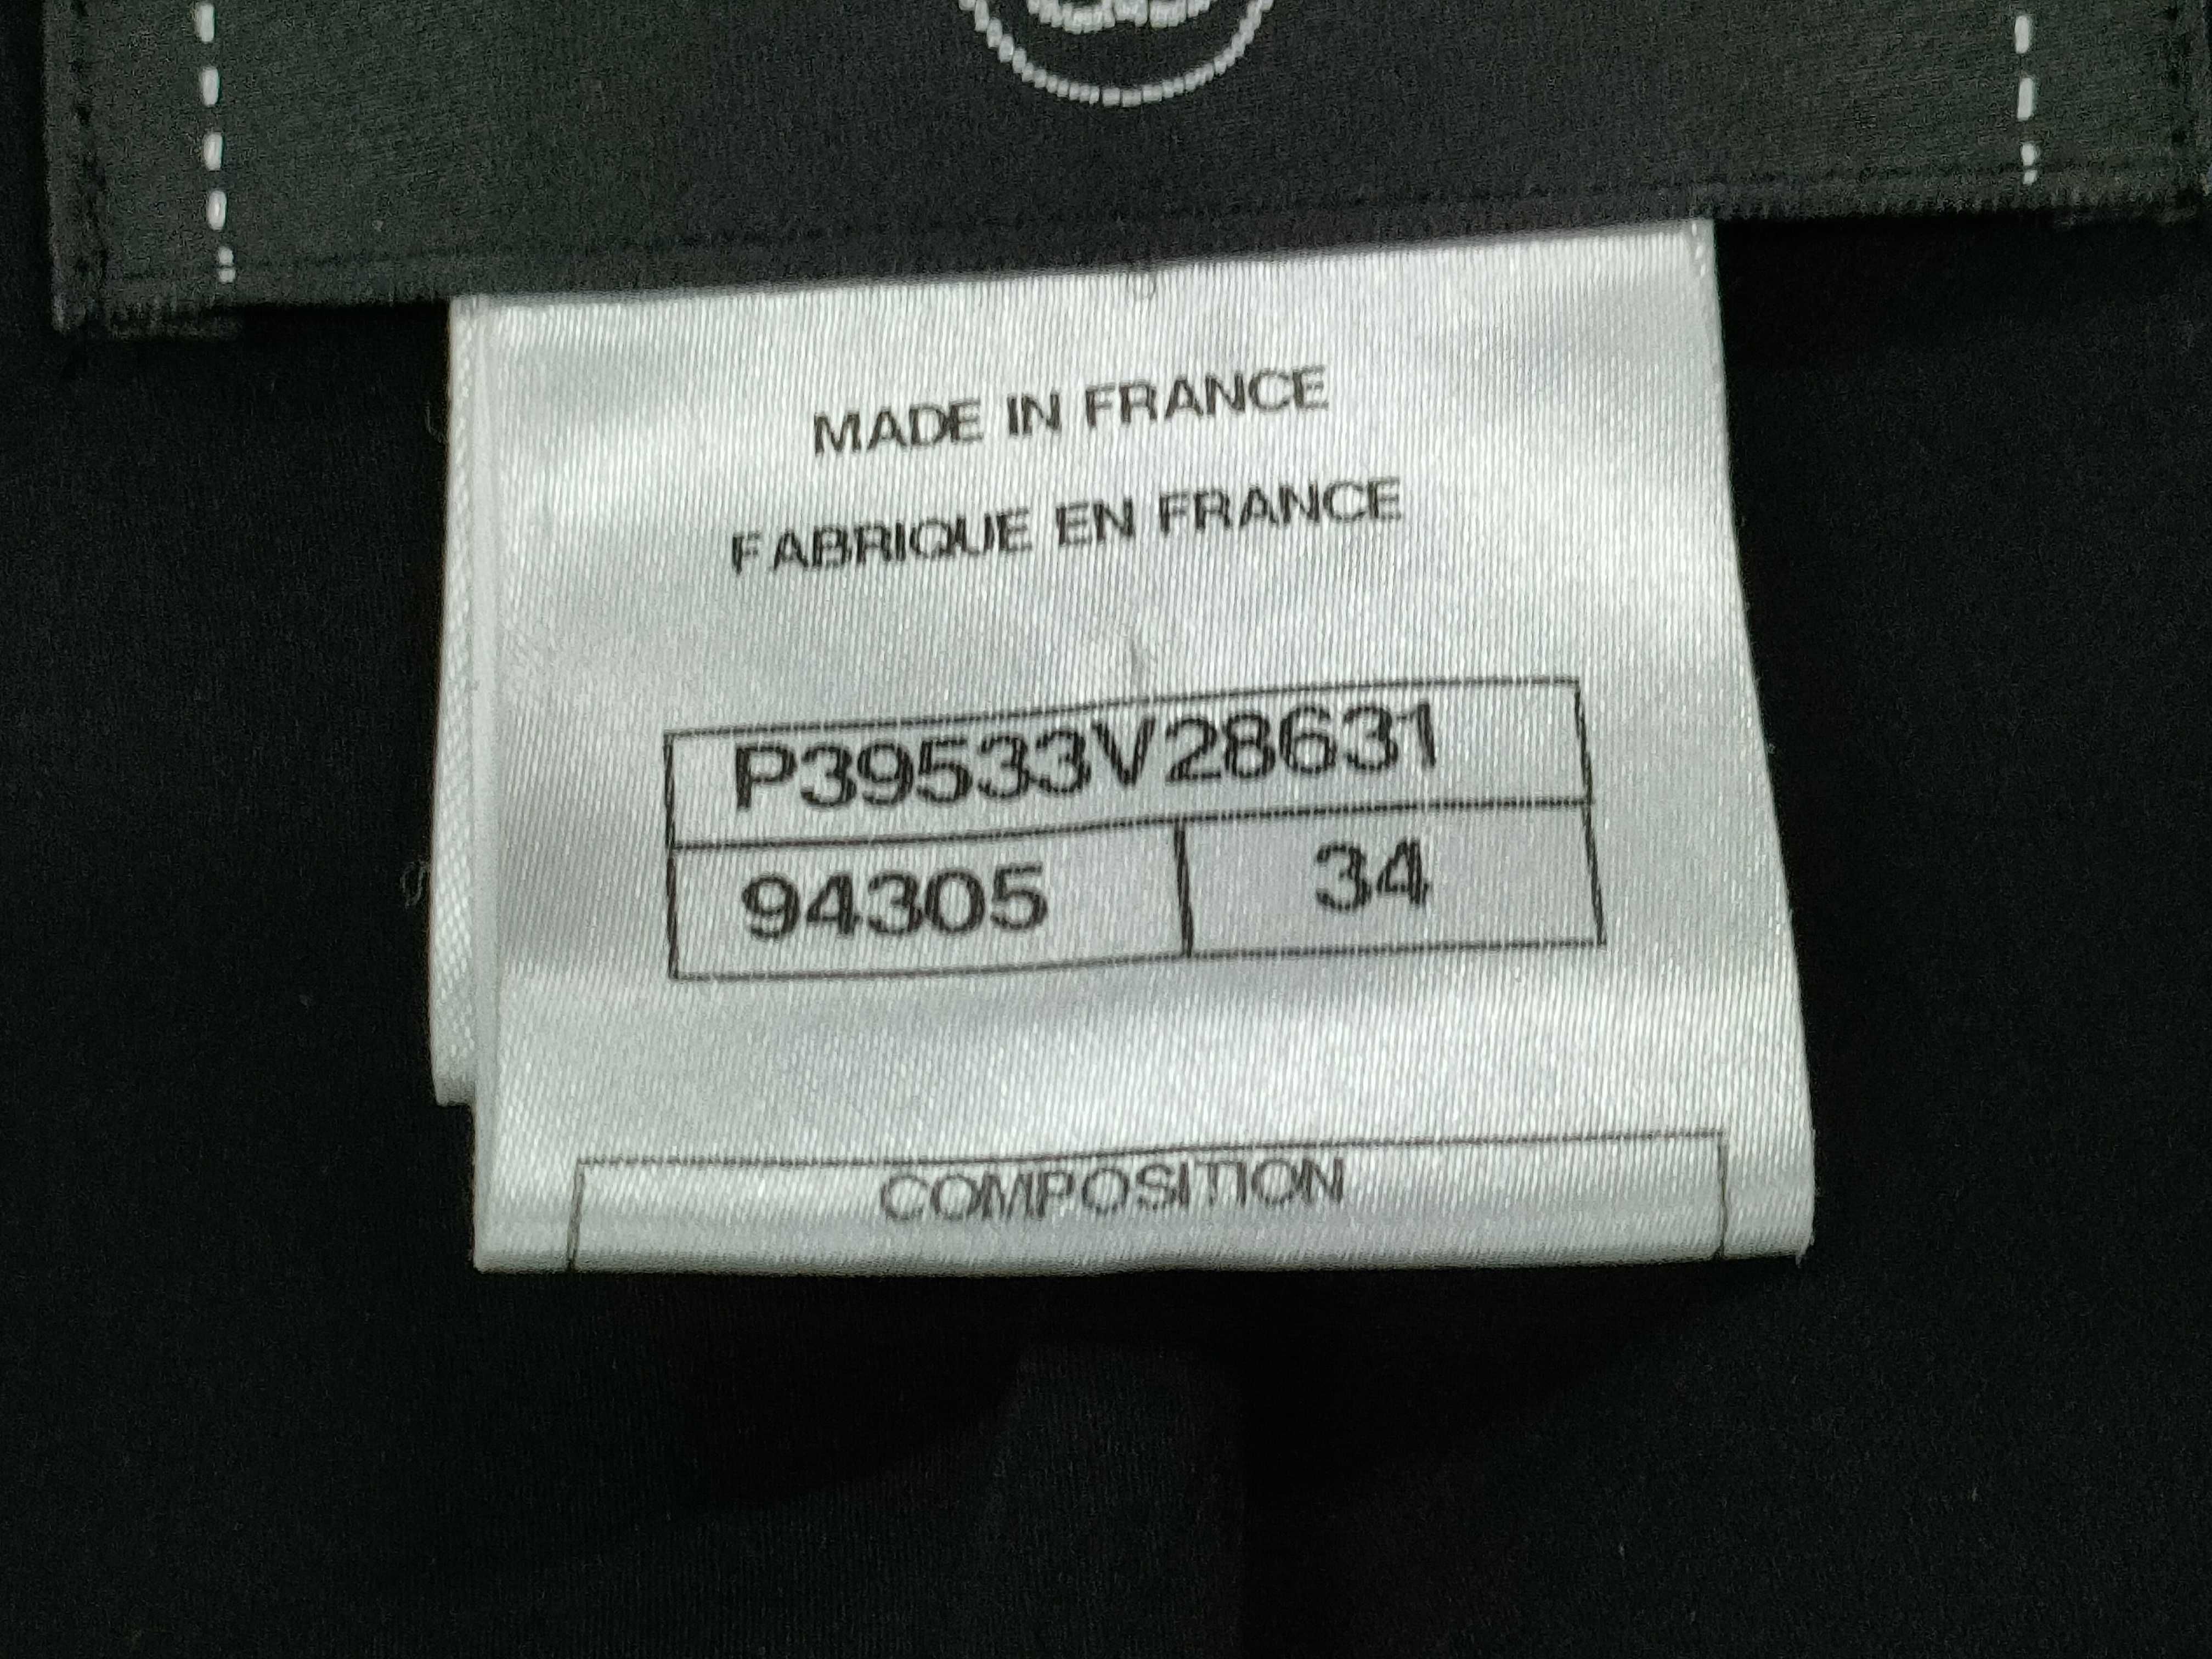 MADE IN FRANCE
FABRIQUE EN FRANCE
P39533V28631
94305 34
COMPOSITION